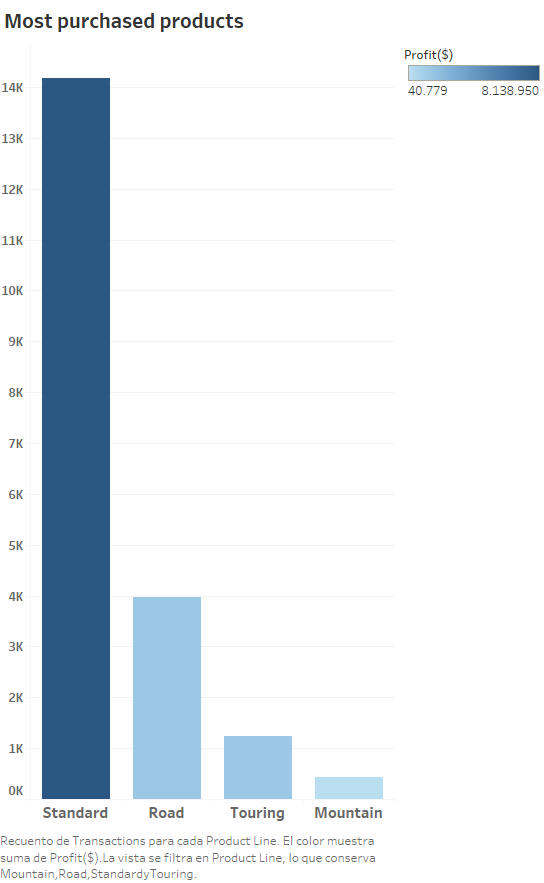 Most purchased products
Profit($)
40.779 8.138.950
14K
13K
12K
11K
10K
9K
8K
7K
6K
5K
4K
3K
2K
1K
0K
Standard Road Touring Mountain
Recuento de Transactions para cada Product Line. El color muestra
suma de Profit($).La vista se filtra en Product Line, lo que conserva
Mountain,Road,StandardyTouring.